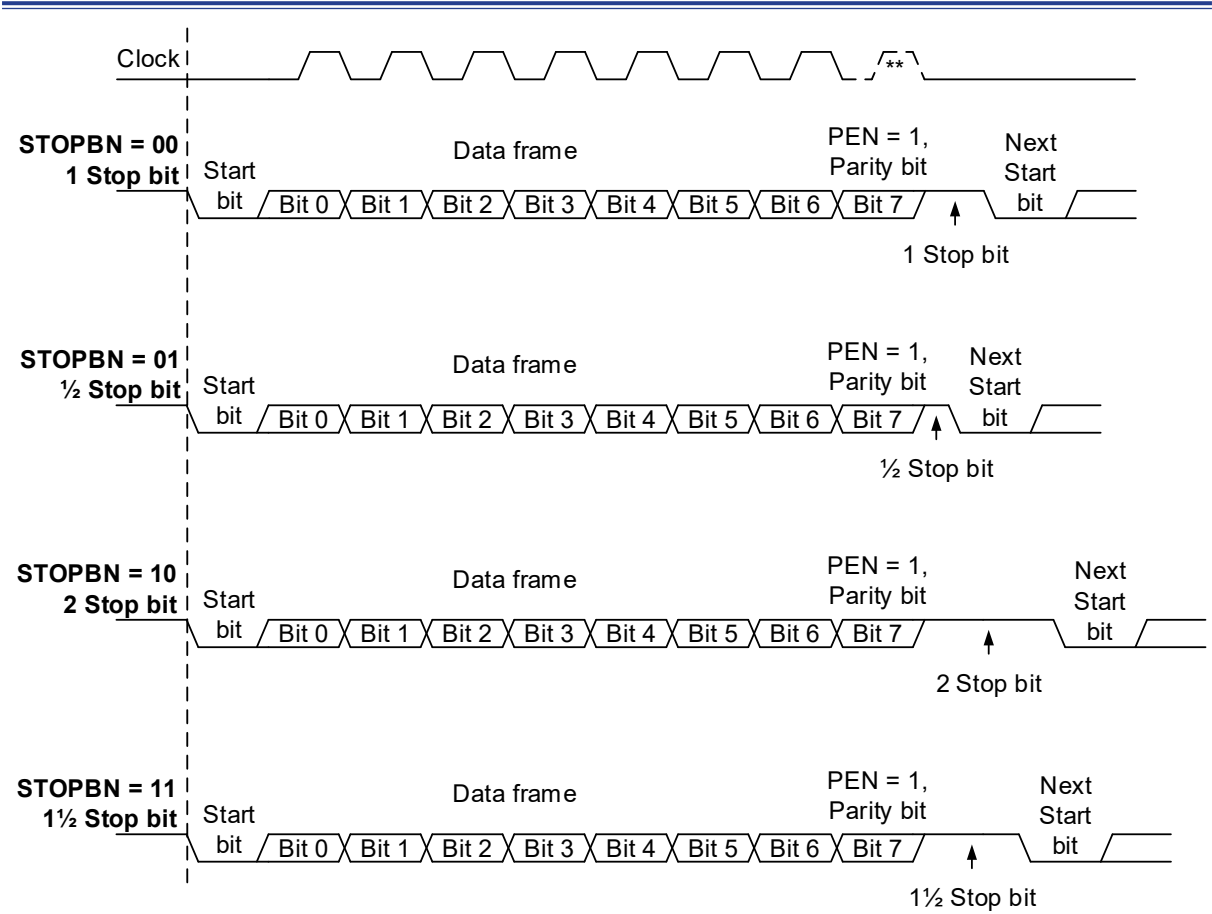 Clock
**
STOPBN = 00
1 Stop bit
Start
bit
Data frame
PEN = 1,
Parity bit
Next
Start
bit
Bit 0 Bit 1 Bit 2 Bit 3 Bit 4 Bit 5 Bit 6 Bit 7
1 Stop bit
STOPBN = 01
½ Stop bit
Start
bit
Data frame
PEN = 1,
Parity bit
Next
Start
bit
Bit 0 Bit 1 Bit 2 Bit 3 Bit 4 Bit 5 Bit 6 Bit 7
½ Stop bit
STOPBN = 10
2 Stop bit
Start
bit
Data frame
PEN = 1,
Parity bit
Next
Start
bit
Bit 0 Bit 1 Bit 2 Bit 3 Bit 4 Bit 5 Bit 6 Bit 7
2 Stop bit
STOPBN = 11
1½ Stop bit
Start
bit
Data frame
PEN = 1,
Parity bit
Next
Start
bit
Bit 0 Bit 1 Bit 2 Bit 3 Bit 4 Bit 5 Bit 6 Bit 7
1½ Stop bit